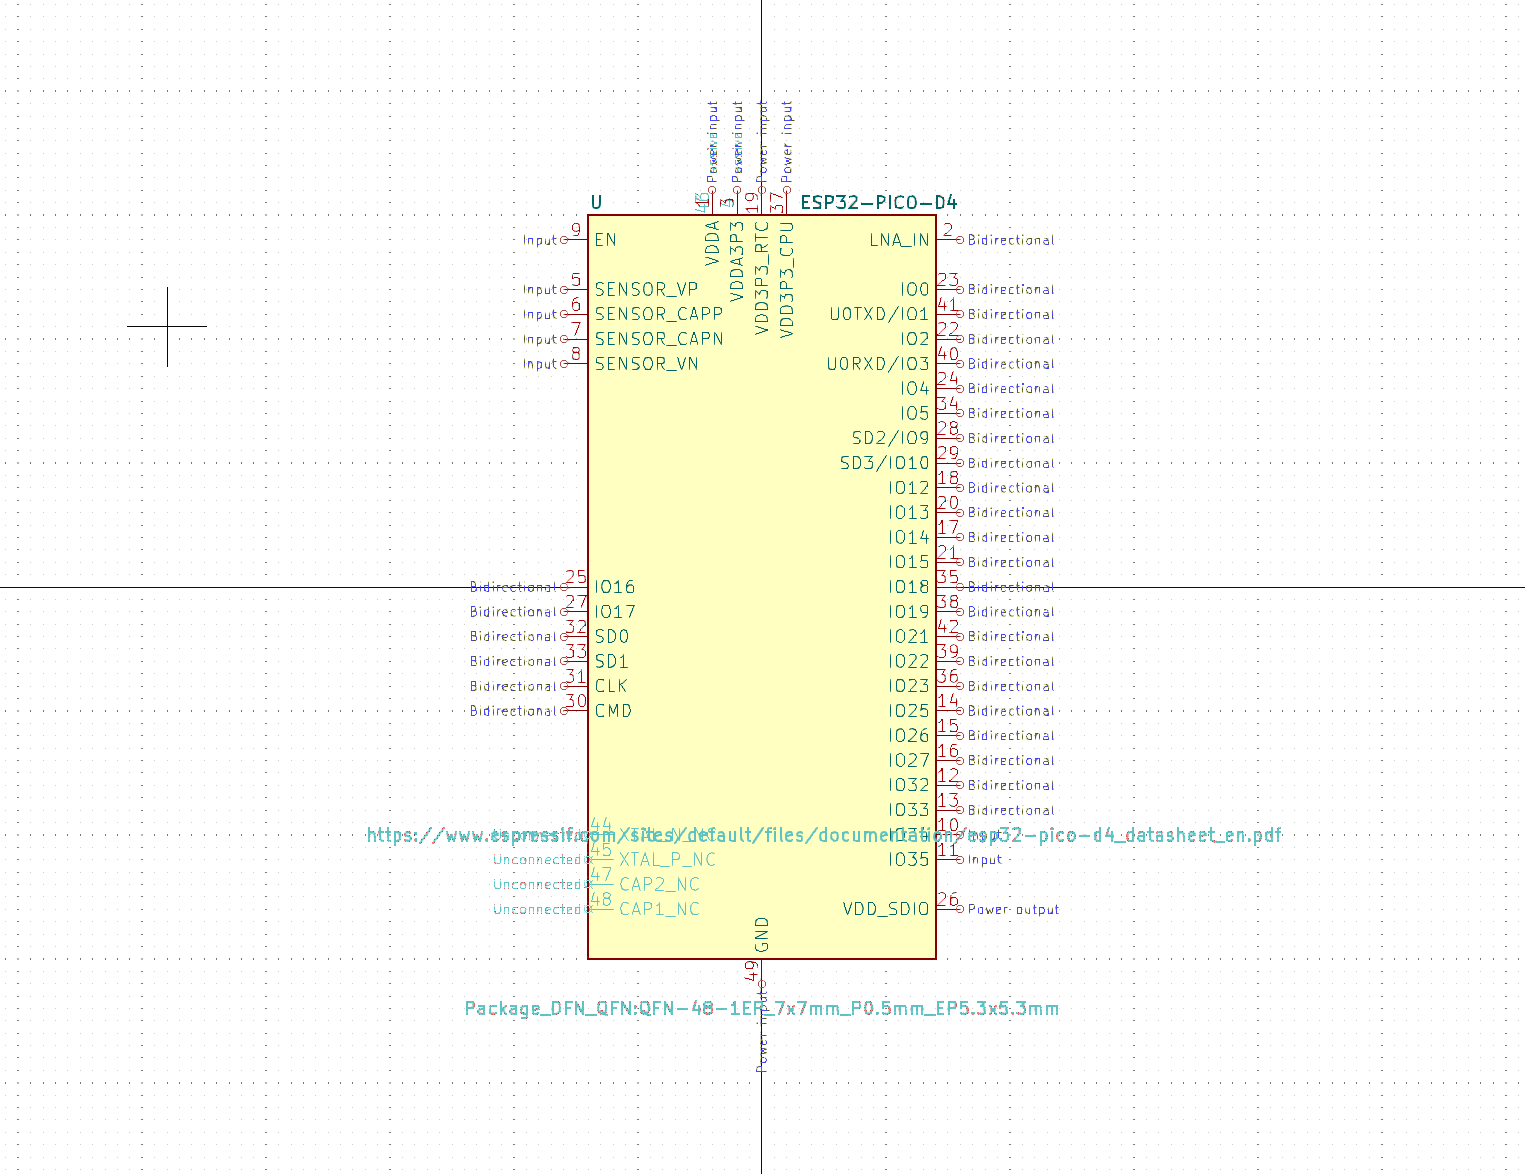 Power input
Power input
Power input
Power input
1
3
19
37
U
ESP32-PICO-D4
VDDA
VDDA3P3
VDD3P3_RTC
VDD3P3_CPU
Input 9 EN
LNA_IN 2 Bidirectional
Input 5 SENSOR_VP
IO0 23 Bidirectional
Input 6 SENSOR_CAPP
U0TXD/IO1 41 Bidirectional
Input 7 SENSOR_CAPN
IO2 22 Bidirectional
Input 8 SENSOR_VN
U0RXD/IO3 40 Bidirectional
IO4 24 Bidirectional
IO5 34 Bidirectional
SD2/IO9 28 Bidirectional
SD3/IO10 29 Bidirectional
IO12 18 Bidirectional
IO13 20 Bidirectional
IO14 17 Bidirectional
IO15 21 Bidirectional
Bidirectional 25 IO16
IO18 35 Bidirectional
Bidirectional 27 IO17
IO19 38 Bidirectional
Bidirectional 32 SD0
IO21 42 Bidirectional
Bidirectional 33 SD1
IO22 39 Bidirectional
Bidirectional 31 CLK
IO23 36 Bidirectional
Bidirectional 30 CMD
IO25 14 Bidirectional
IO26 15 Bidirectional
IO27 16 Bidirectional
IO32 12 Bidirectional
IO33 13 Bidirectional
44
IO34 10 Input
https://www.espressif.com/sites/default/files/documentation/esp32-pico-d4_datasheet_en.pdf
Unconnected 45 XTAL_P_NC
IO35 11 Input
Unconnected 47 CAP2_NC
Unconnected 48 CAP1_NC
VDD_SDIO 26 Power output
GND
49
Power input
Package_DFN_QFN:QFN-48-1EP_7x7mm_P0.5mm_EP5.3x5.3mm